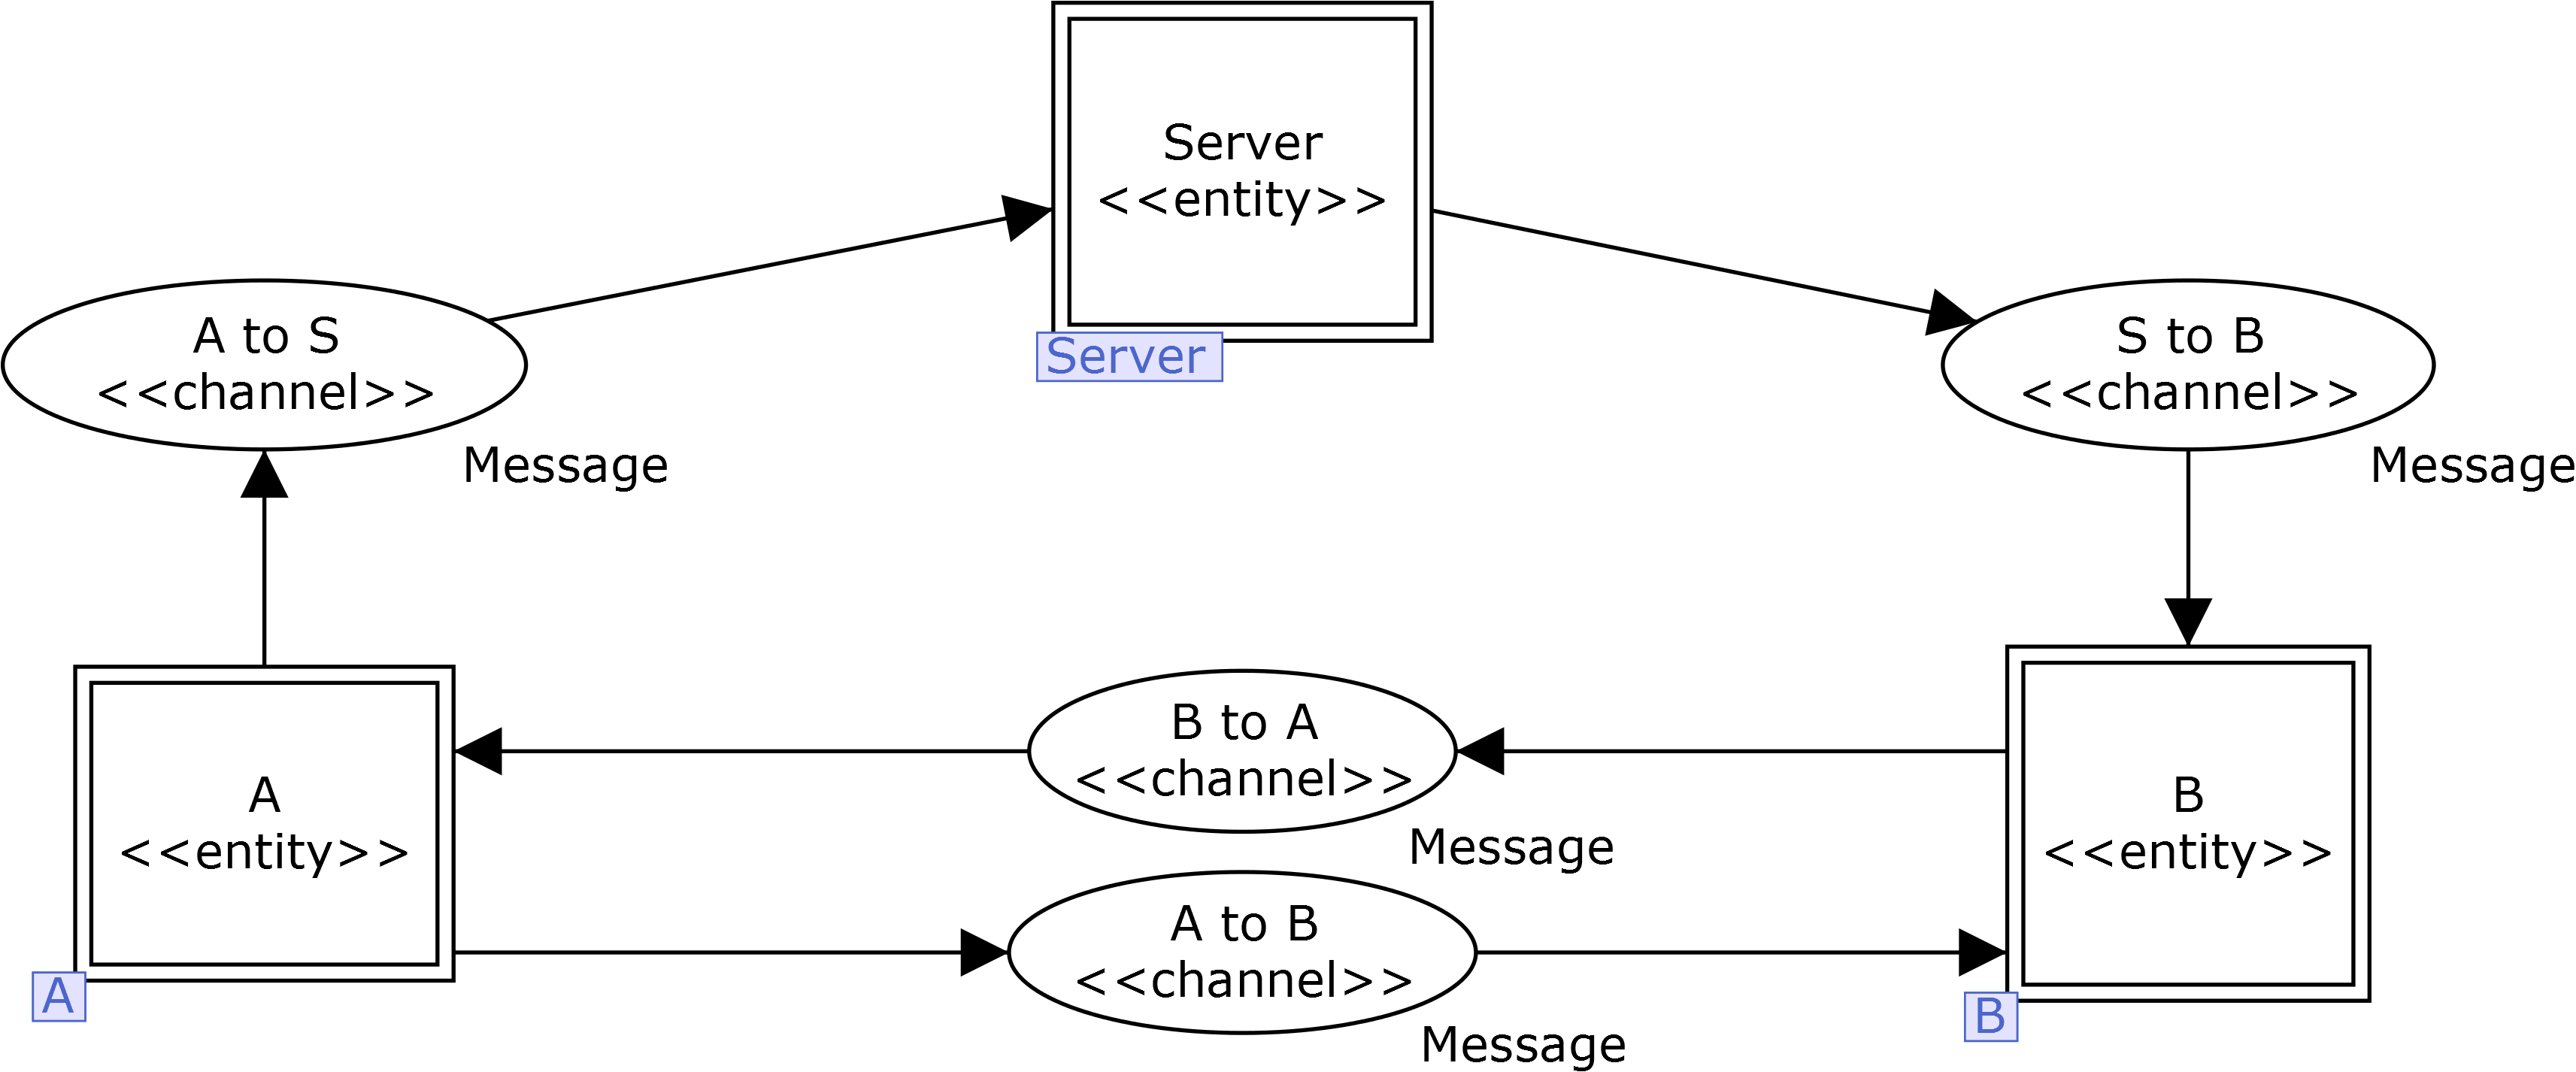 Server
<<entity>>
Server
A to S
<<channel>>
Message
S to B
<<channel>>
Message
B to A
<<channel>>
Message
A
<<entity>>
A
B
<<entity>>
B
A to B
<<channel>>
Message